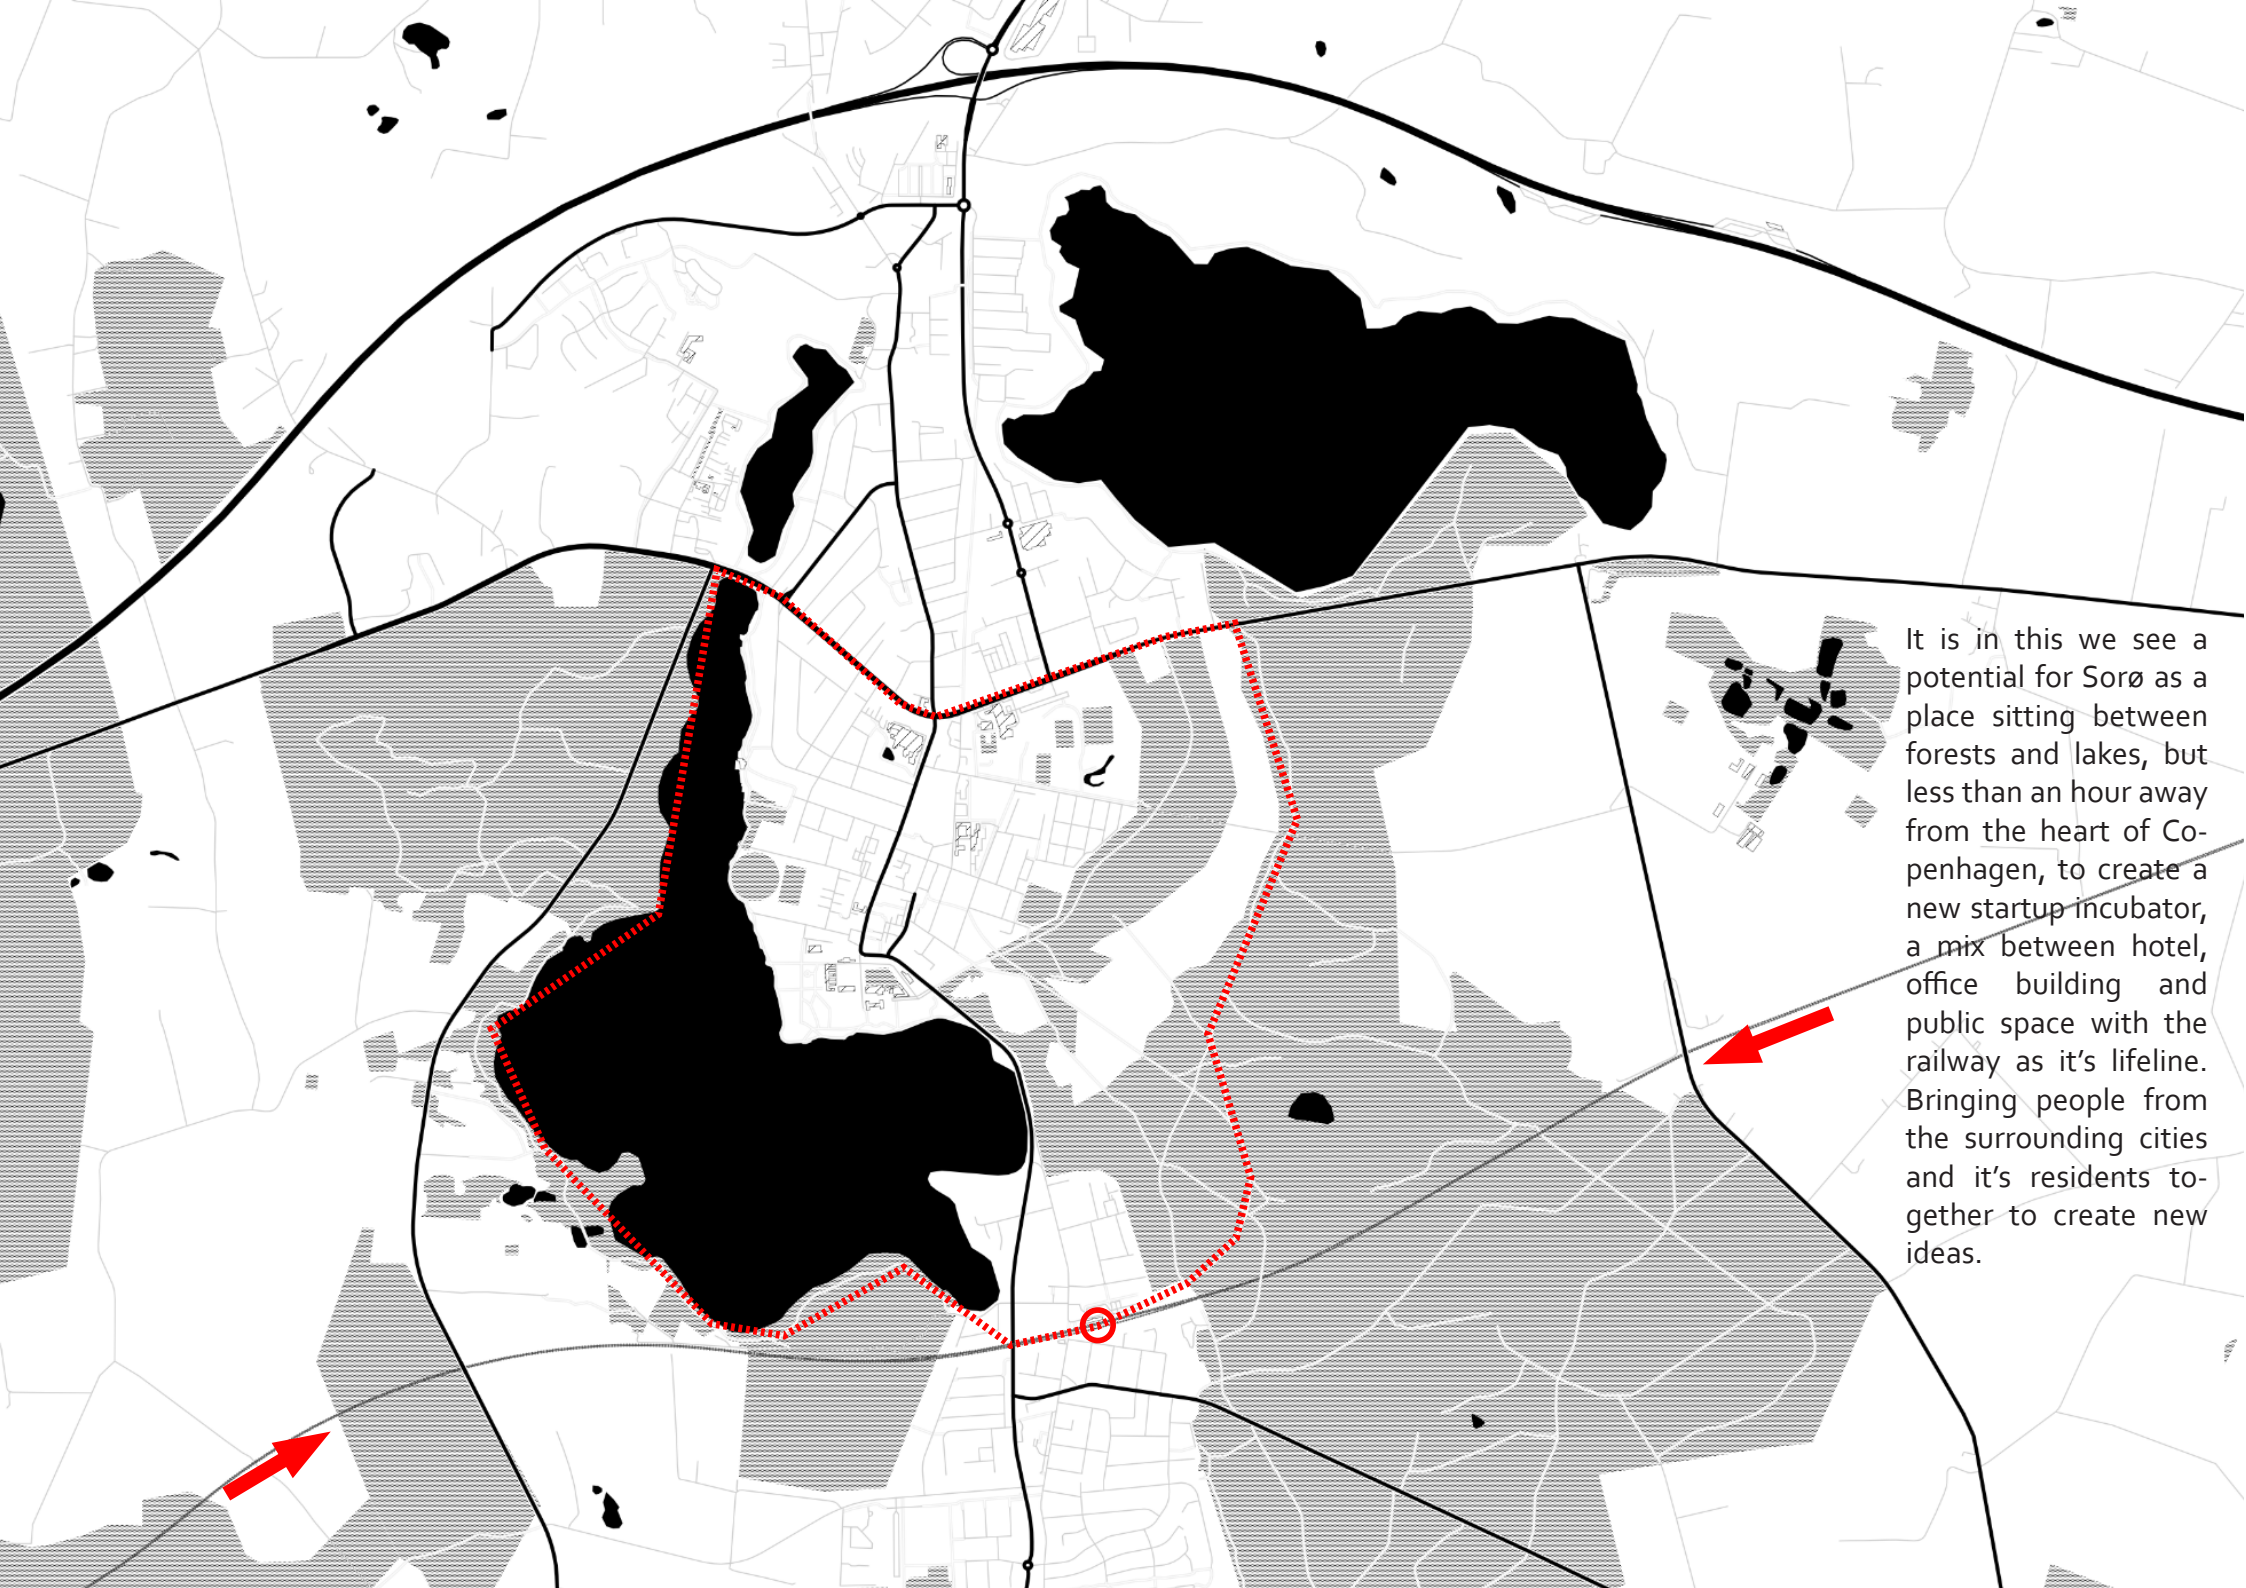 It is in this we see a
potential for Sorø as a
place sitting between
forests and lakes, but
less than an hour away
from the heart of Co-
penhagen, to create a
new startup incubator,
a mix between hotel,
office building and
public space with the
railway as it's lifeline.
Bringing people from
the surrounding cities
and it's residents to-
gether to create new
ideas.